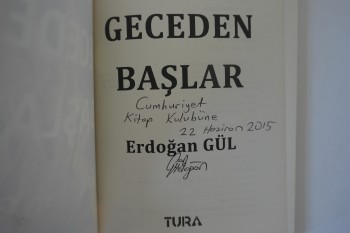 GECEDEN
BAŞLAR
Cumhuriyet
Kitap Kulübüne
22 Haziran 2015
Erdoğan GÜL
TURA